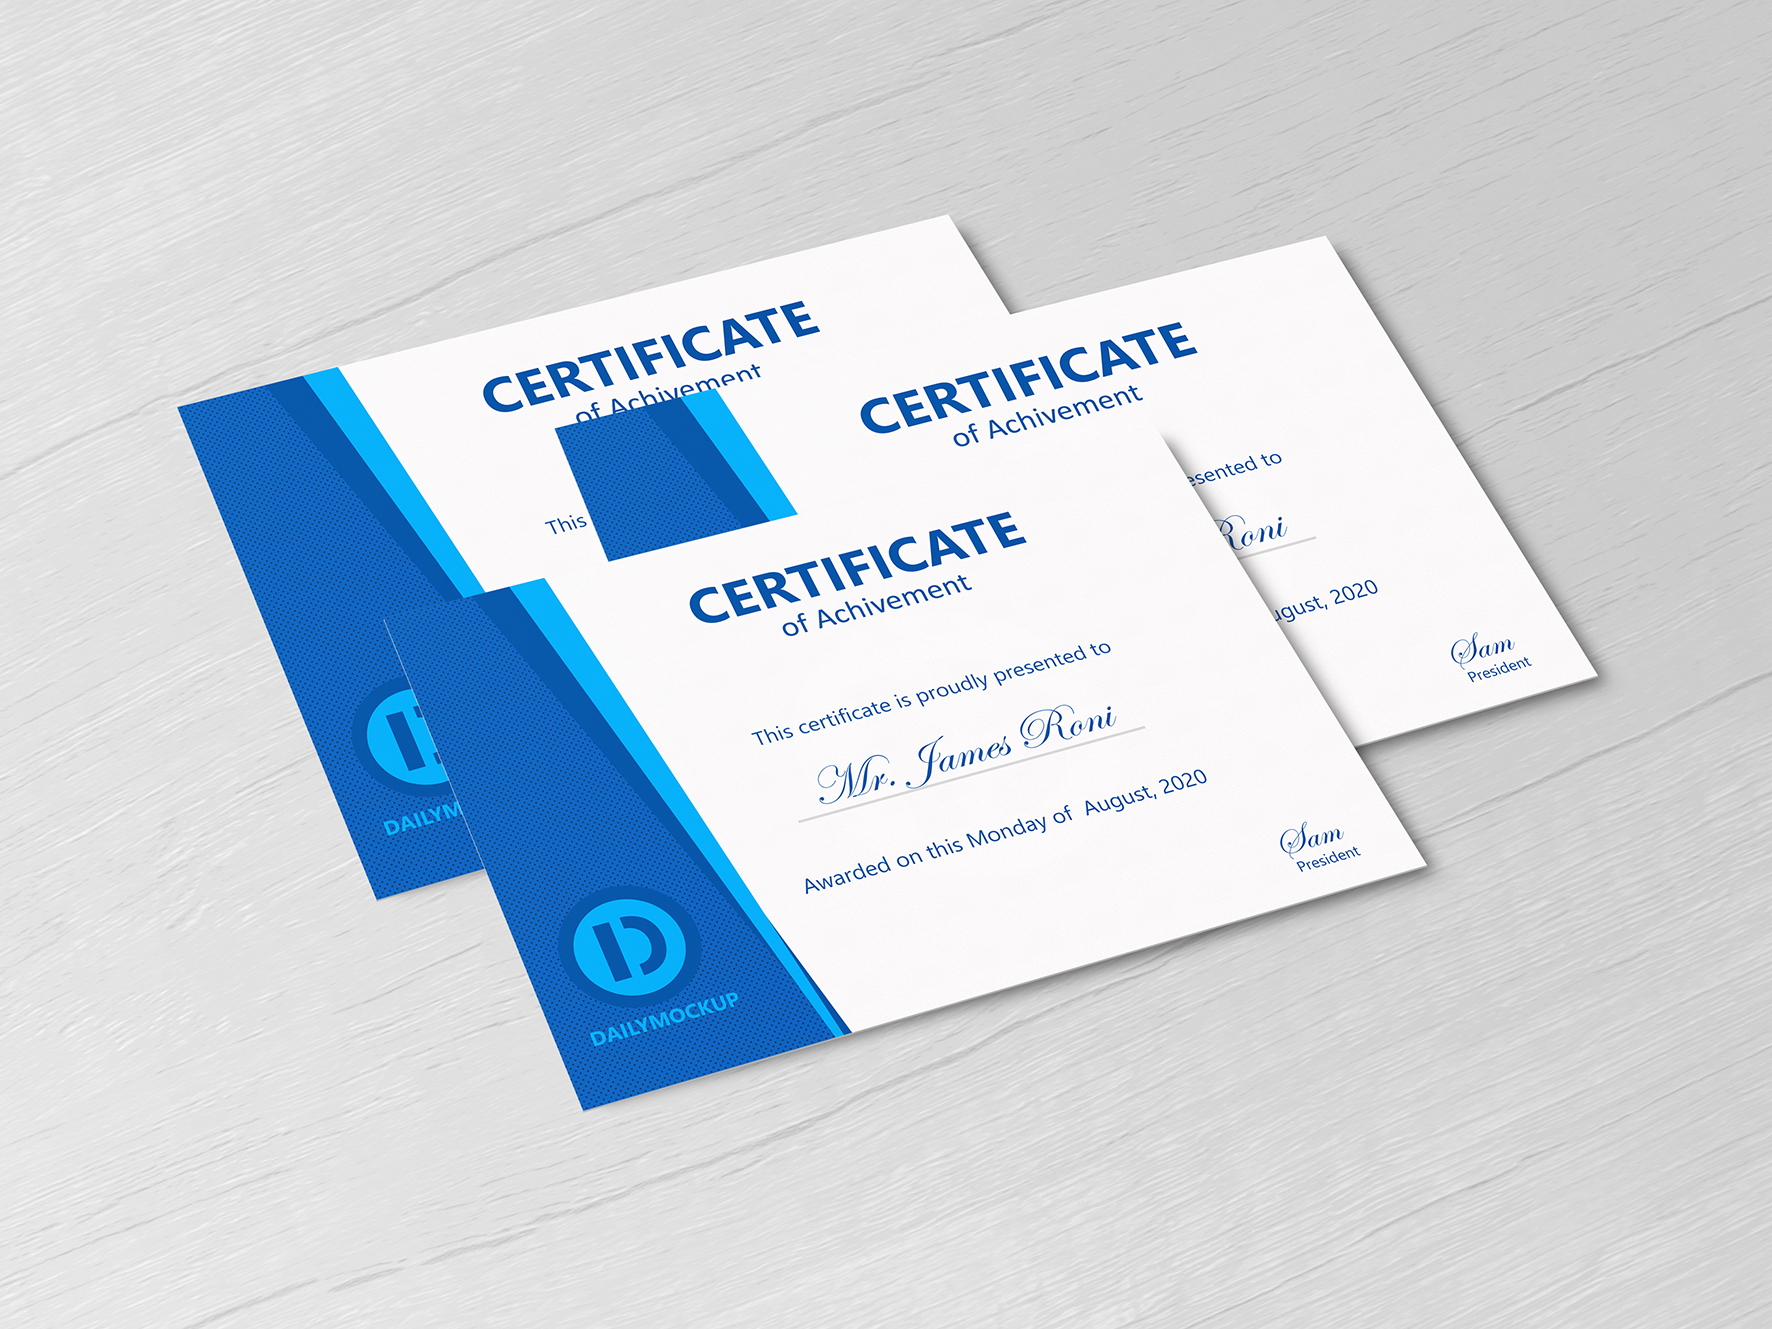 CERTIFICATE
of Achivement
This
DAILYM
CERTIFICATE
of Achivement
esented to
Roni
ugust, 2020
Sam
President
CERTIFICATE
of Achivement
This certificate is proudly presented to
Mr. James Roni
Awarded on this Monday of August, 2020
Sam
President
D
DAILYMOCKUP